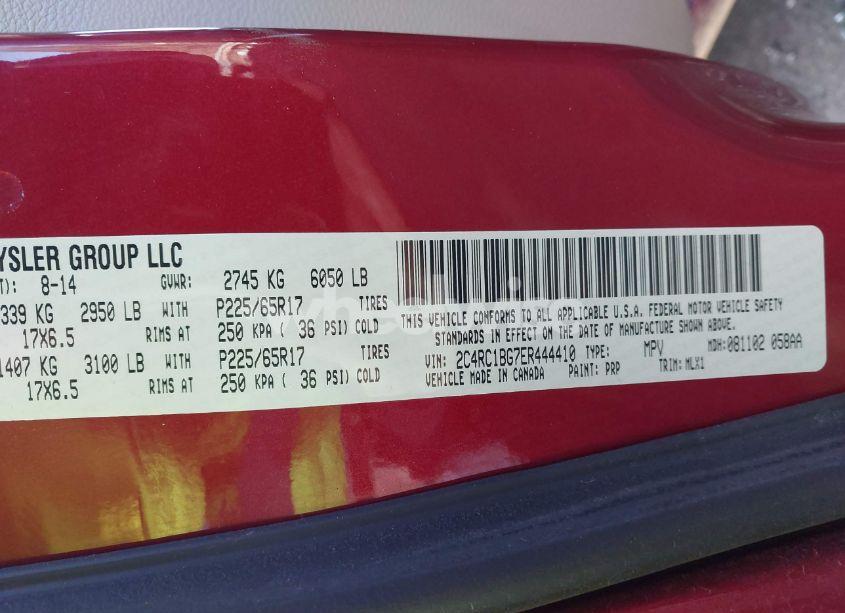 YSLER GROUP LLC
T): 8-14 GVWR: 2745 KG 6050 LB
339 KG 2950 LB WITH P225/65R17 TIRES
17X6.5 RIMS AT 250 KPA ( 36 PSI) COLD
1407 KG 3100 LB WITH P225/65R17 TIRES
17X6.5 RIMS AT 250 KPA ( 36 PSI) COLD
THIS VEHICLE CONFORMS TO ALL APPLICABLE U.S.A. FEDERAL MOTOR VEHICLE SAFETY
STANDARDS IN EFFECT ON THE DATE OF MANUFACTURE SHOWN ABOVE.
VIN: 2C4RC1BG7ER444410 TYPE: MPV MDH: 081102 058AA
VEHICLE MADE IN CANADA PAINT: PRP TRIM: MLX1